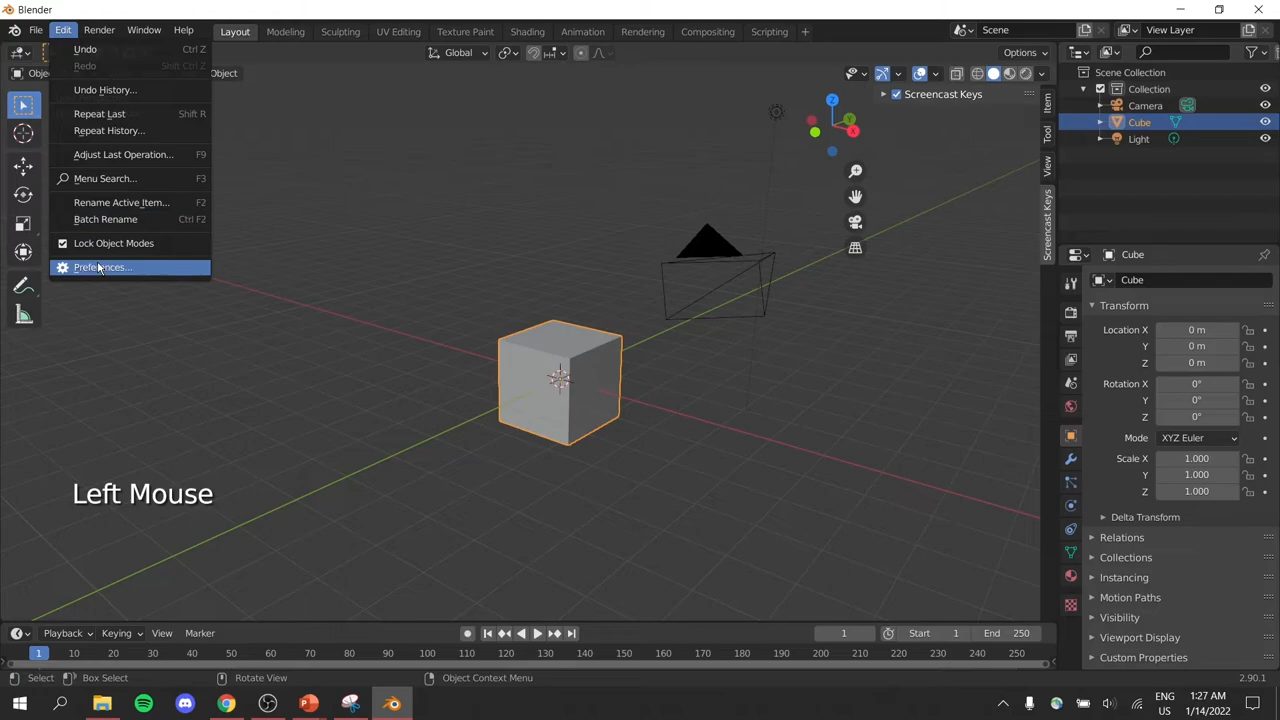 Blender
File Edit Render Window Help Layout Modeling Sculpting UV Editing Texture Paint Shading Animation Rendering Compositing Scripting + Scene View Layer
Global Options
Object
Undo Ctrl Z
Redo Shift Ctrl Z
Undo History...
Repeat Last Shift R
Repeat History...
Adjust Last Operation... F9
Menu Search... F3
Rename Active Item... F2
Batch Rename Ctrl F2
Lock Object Modes
Preferences...
Screencast Keys
Z
Y
X
Item
Tool
View
Screencast Keys
Scene Collection
Collection
Camera
Cube
Light
Cube
Cube
Transform
Location X 0 m
Y 0 m
Z 0 m
Rotation X 0°
Y 0°
Z 0°
Mode XYZ Euler
Scale X 1.000
Y 1.000
Z 1.000
Delta Transform
Relations
Collections
Instancing
Motion Paths
Visibility
Viewport Display
Custom Properties
Left Mouse
Playback Keying View Marker 1 Start 1 End 250
1 10 20 30 40 50 60 70 80 90 100 110 120 130 140 150 160 170 180 190 200 210 220 230 240 250
Select Box Select Rotate View Object Context Menu 2.90.1
ENG
US
1:27 AM
1/14/2022